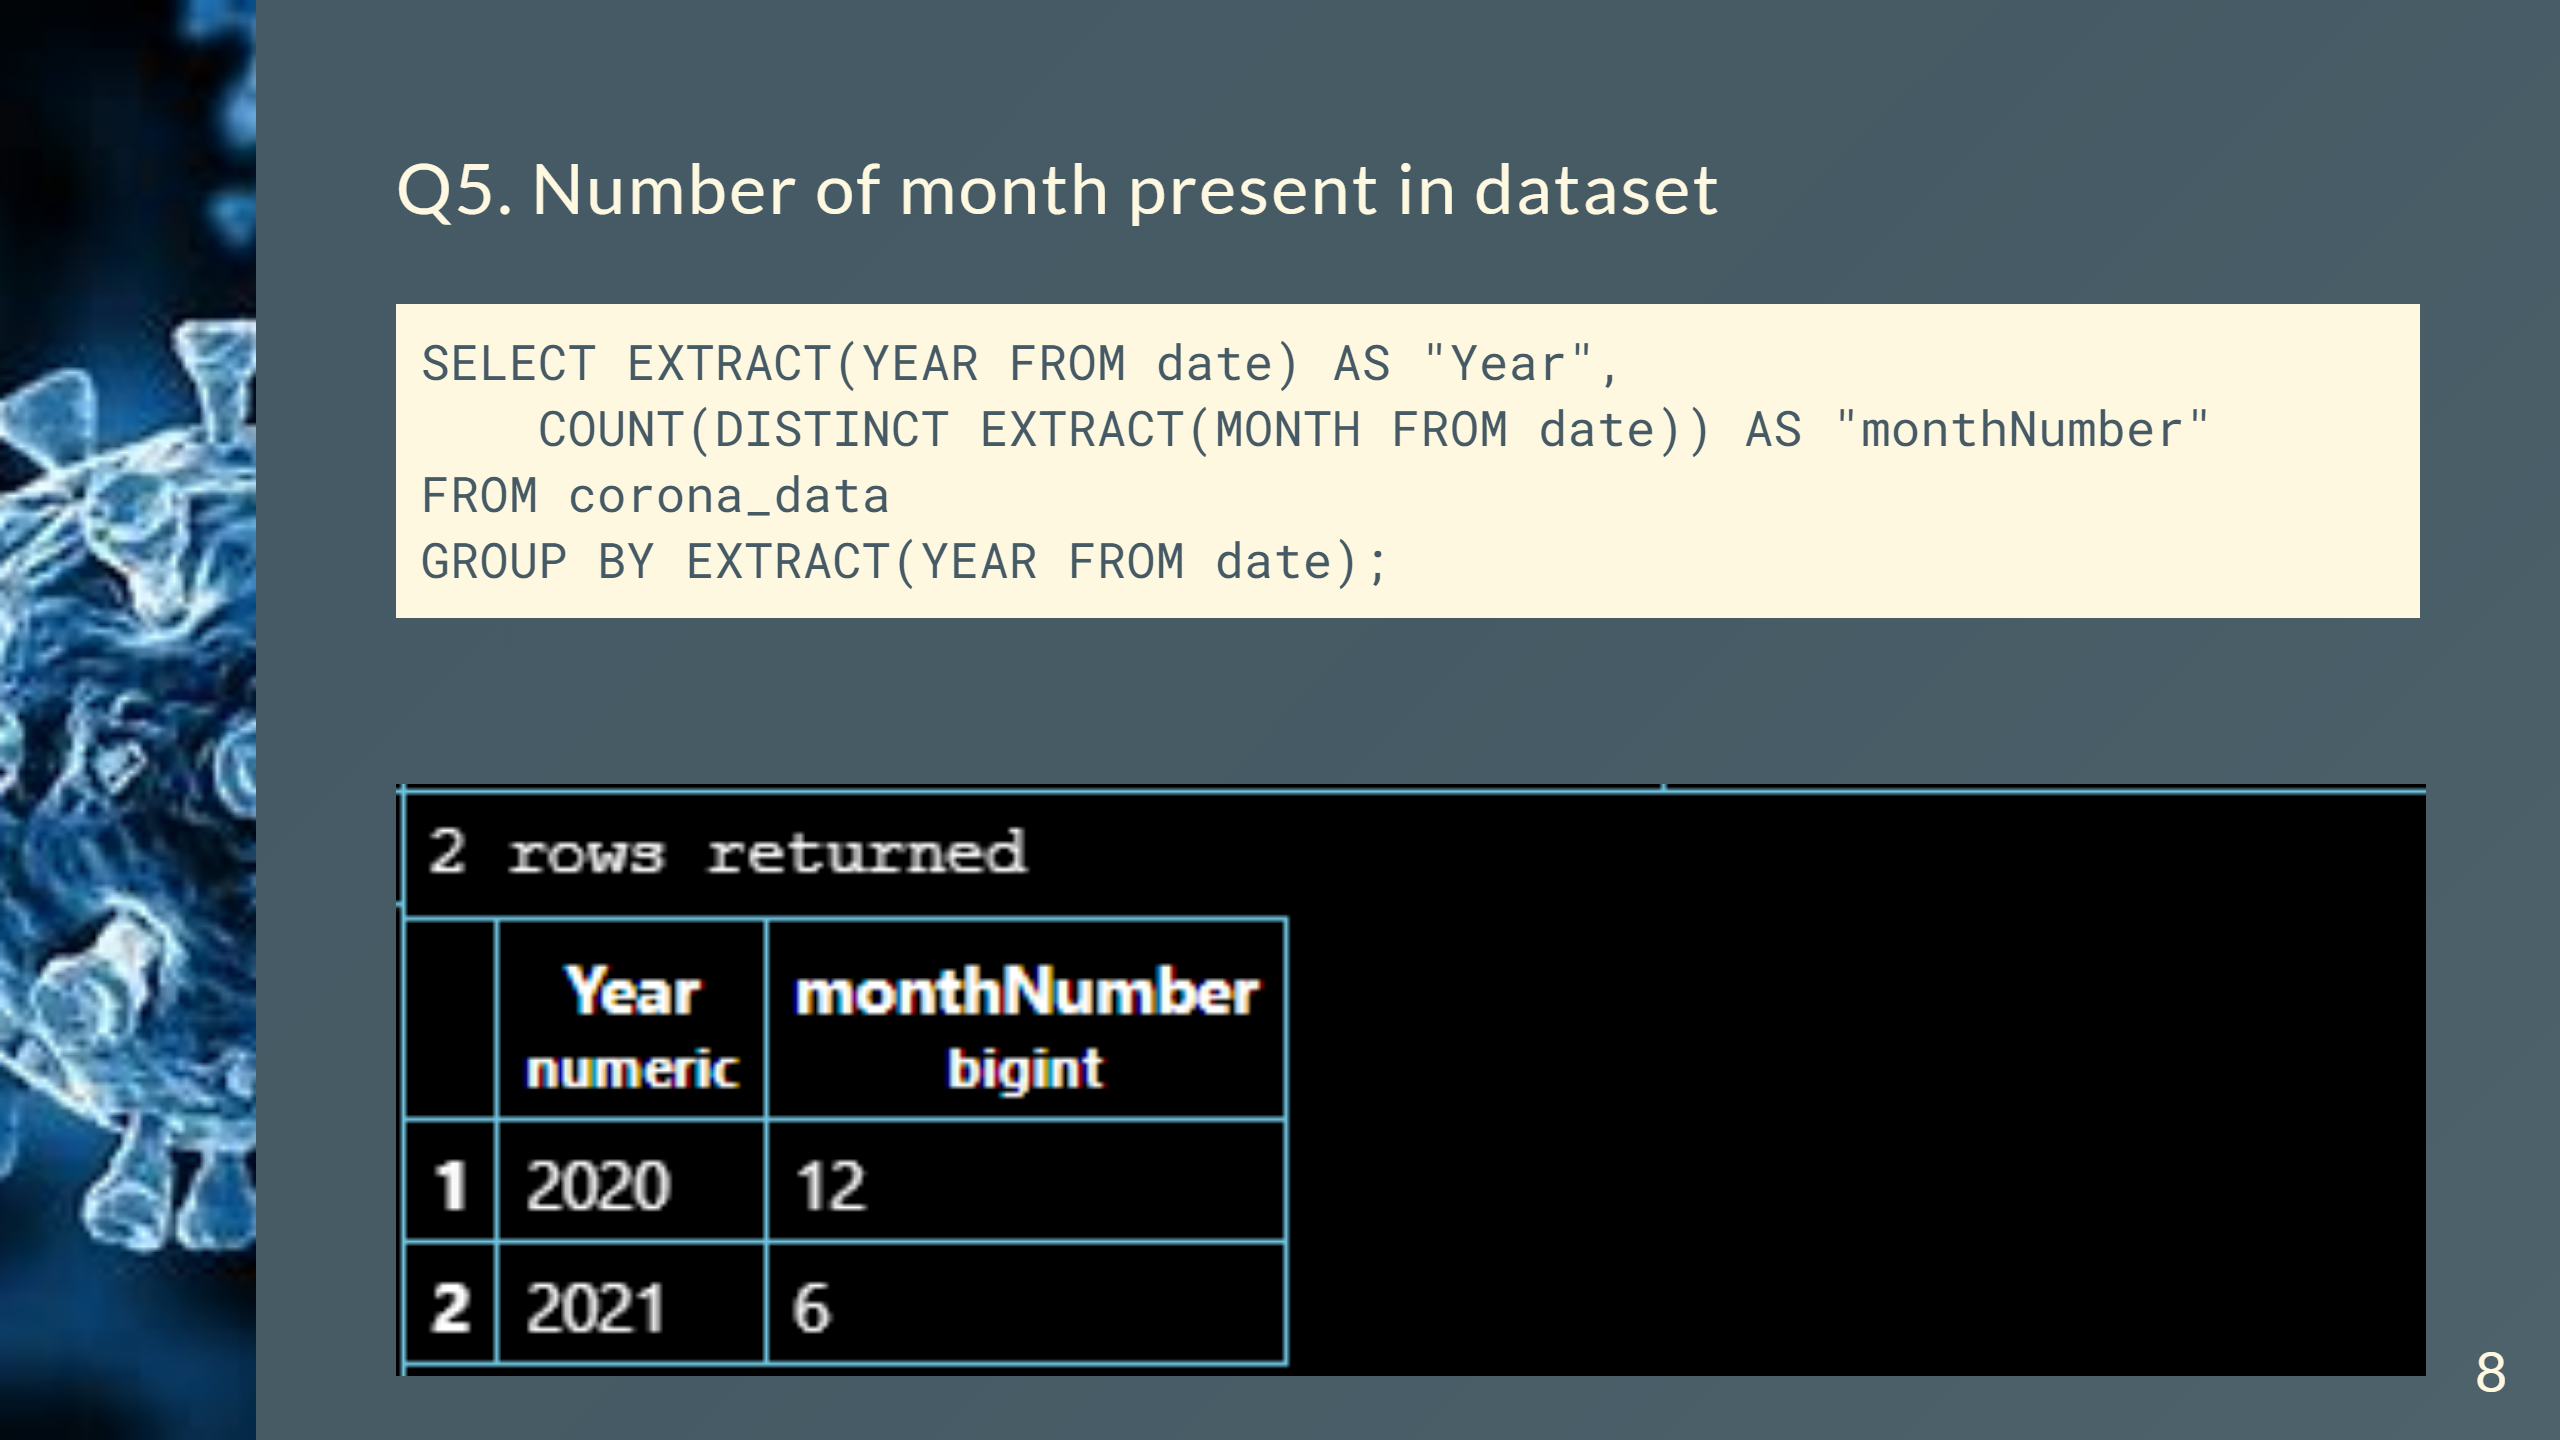 Q5. Number of month present in dataset
SELECT EXTRACT(YEAR FROM date) AS "Year",
    COUNT(DISTINCT EXTRACT(MONTH FROM date)) AS "monthNumber"
FROM corona_data
GROUP BY EXTRACT(YEAR FROM date);
2 rows returned
Year monthNumber
numeric bigint
1 2020 12
2 2021 6
8